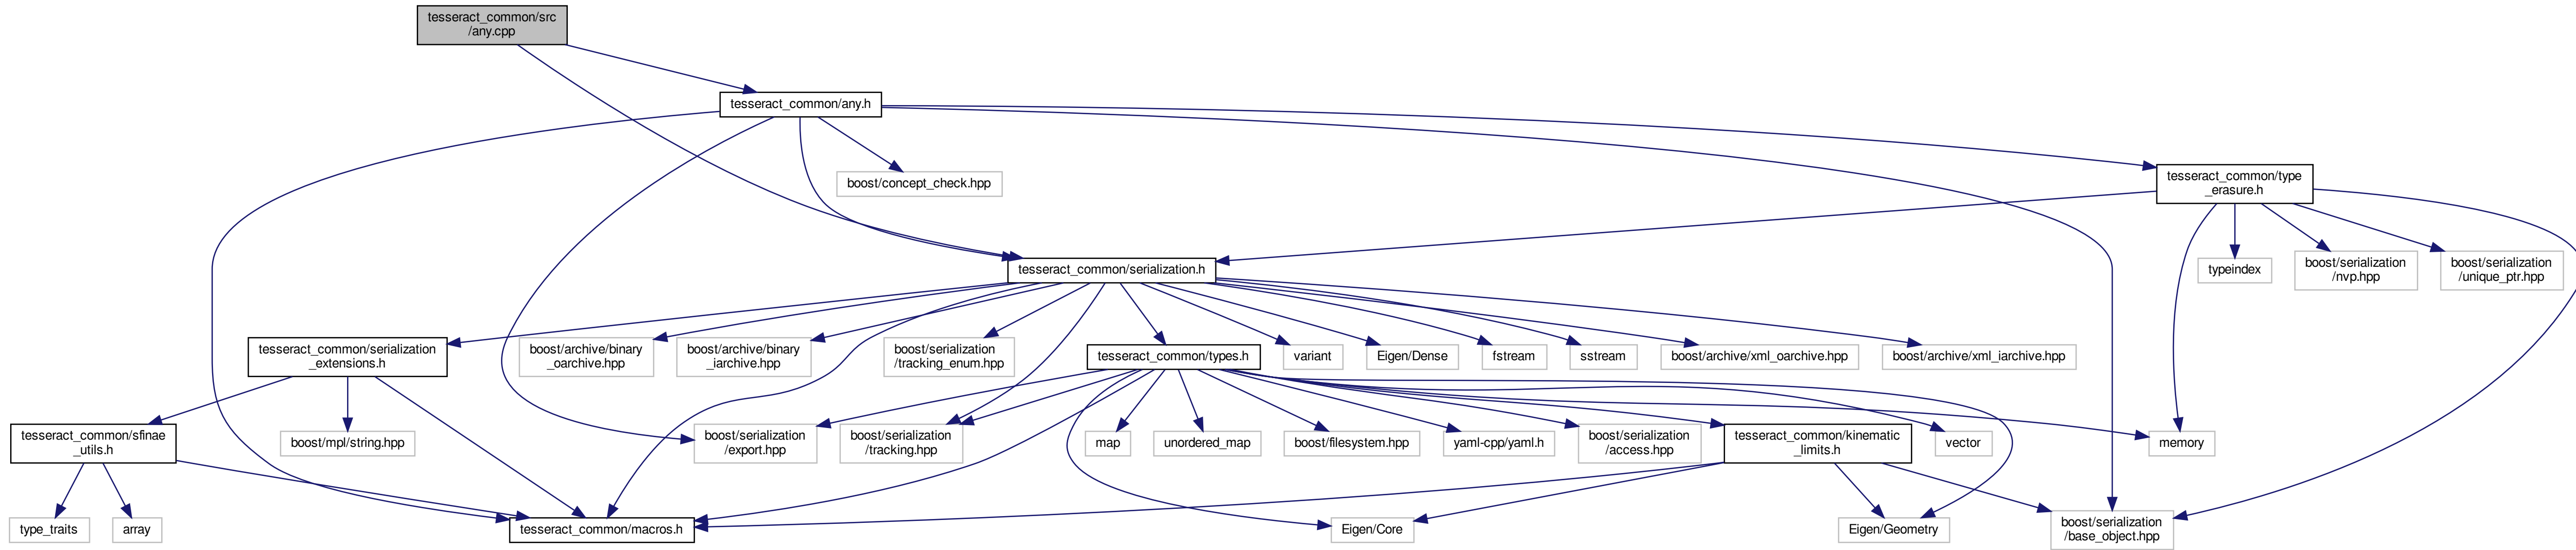 tesseract_common/src
/any.cpp
tesseract_common/any.h
boost/concept_check.hpp
tesseract_common/type
_erasure.h
tesseract_common/serialization.h
typeindex
boost/serialization
/nvp.hpp
boost/serialization
/unique_ptr.hpp
tesseract_common/serialization
_extensions.h
boost/archive/binary
_oarchive.hpp
boost/archive/binary
_iarchive.hpp
boost/serialization
/tracking_enum.hpp
tesseract_common/types.h
variant
Eigen/Dense
fstream
sstream
boost/archive/xml_oarchive.hpp
boost/archive/xml_iarchive.hpp
tesseract_common/sfinae
_utils.h
boost/mpl/string.hpp
boost/serialization
/export.hpp
boost/serialization
/tracking.hpp
map
unordered_map
boost/filesystem.hpp
yaml-cpp/yaml.h
boost/serialization
/access.hpp
tesseract_common/kinematic
_limits.h
vector
memory
type_traits
array
tesseract_common/macros.h
Eigen/Core
Eigen/Geometry
boost/serialization
/base_object.hpp